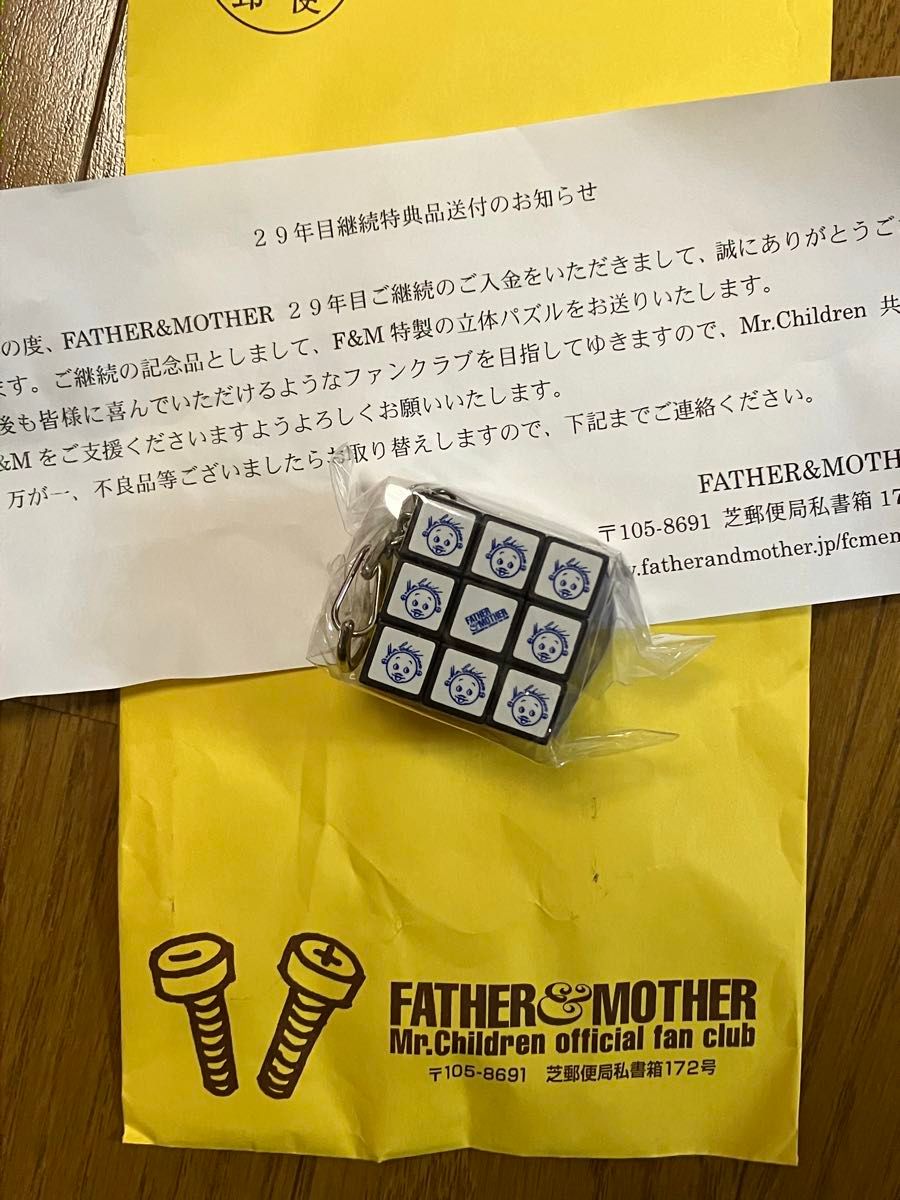 郵便
２９年目継続特典品送付のお知らせ
の度、FATHER&MOTHER ２９年目ご継続のご入金をいただきまして、誠にありがとうござ
ます。ご継続の記念品としまして、F&M 特製の立体パズルをお送りいたします。
後も皆様に喜んでいただけるようなファンクラブを目指してゆきますので、Mr.Children 共
&M をご支援くださいますようよろしくお願いいたします。
万が一、不良品等ございましたらお取り替えしますので、下記までご連絡ください。
FATHER&MOTH
〒105-8691 芝郵便局私書箱 17
.fatherandmother.jp/fcmem
FATHER
&MOTHER
FATHER&MOTHER
Mr.Children official fan club
〒105-8691 芝郵便局私書箱172号